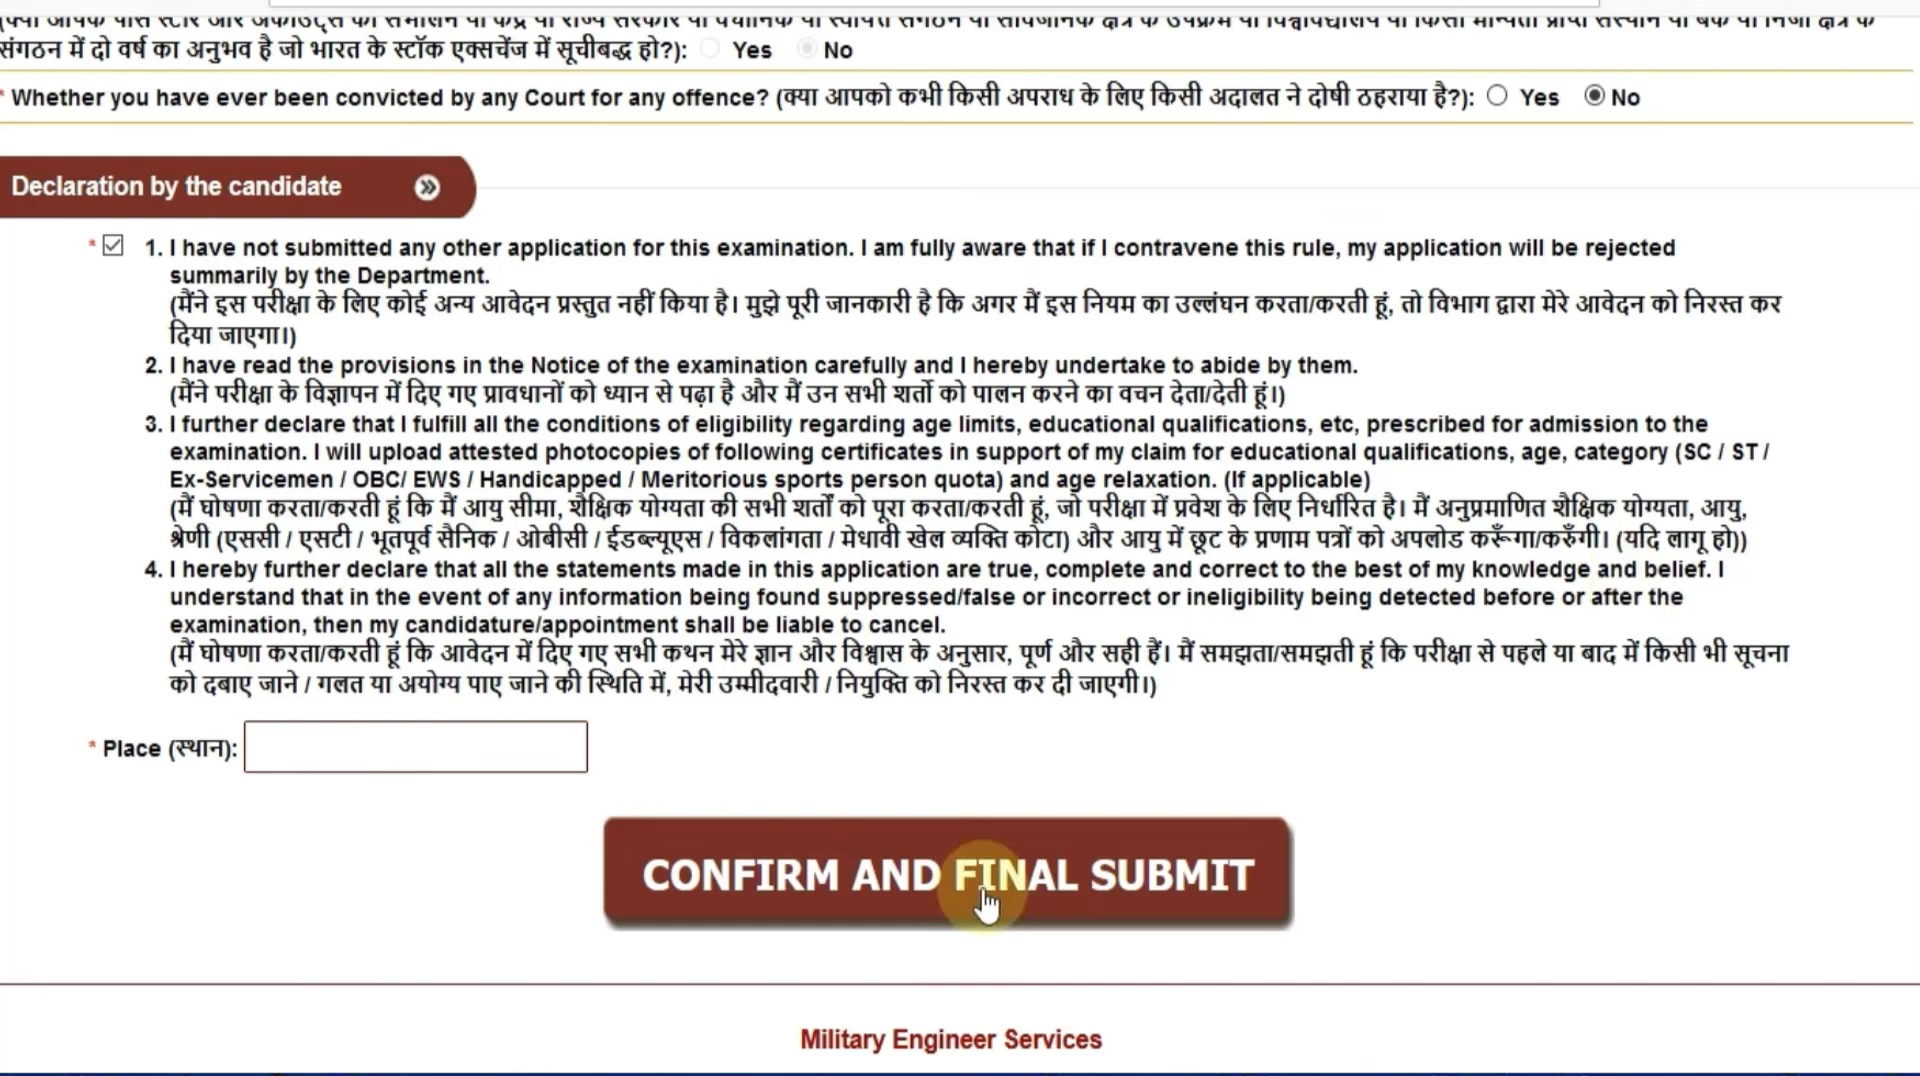 संगठन में दो वर्ष का अनुभव है जो भारत के स्टॉक एक्सचेंज में सूचीबद्ध हो?): Yes No
* Whether you have ever been convicted by any Court for any offence? (क्या आपको कभी किसी अपराध के लिए किसी अदालत ने दोषी ठहराया है?): Yes No
Declaration by the candidate
* 1. I have not submitted any other application for this examination. I am fully aware that if I contravene this rule, my application will be rejected
summarily by the Department.
(मैंने इस परीक्षा के लिए कोई अन्य आवेदन प्रस्तुत नहीं किया है। मुझे पूरी जानकारी है कि अगर मैं इस नियम का उल्लंघन करता/करती हूं, तो विभाग द्वारा मेरे आवेदन को निरस्त कर
दिया जाएगा।)
2. I have read the provisions in the Notice of the examination carefully and I hereby undertake to abide by them.
(मैंने परीक्षा के विज्ञापन में दिए गए प्रावधानों को ध्यान से पढ़ा है और मैं उन सभी शर्तो को पालन करने का वचन देता/देती हूं।)
3. I further declare that I fulfill all the conditions of eligibility regarding age limits, educational qualifications, etc, prescribed for admission to the
examination. I will upload attested photocopies of following certificates in support of my claim for educational qualifications, age, category (SC / ST /
Ex-Servicemen / OBC/ EWS / Handicapped / Meritorious sports person quota) and age relaxation. (If applicable)
(मैं घोषणा करता/करती हूं कि मैं आयु सीमा, शैक्षिक योग्यता की सभी शर्तों को पूरा करता/करती हूं, जो परीक्षा में प्रवेश के लिए निर्धारित है। मैं अनुप्रमाणित शैक्षिक योग्यता, आयु,
श्रेणी (एससी / एसटी / भूतपूर्व सैनिक / ओबीसी / ईडब्ल्यूएस / विकलांगता / मेधावी खेल व्यक्ति कोटा) और आयु में छूट के प्रणाम पत्रों को अपलोड करूँगा/करुँगी। (यदि लागू हो))
4. I hereby further declare that all the statements made in this application are true, complete and correct to the best of my knowledge and belief. I
understand that in the event of any information being found suppressed/false or incorrect or ineligibility being detected before or after the
examination, then my candidature/appointment shall be liable to cancel.
(मैं घोषणा करता/करती हूं कि आवेदन में दिए गए सभी कथन मेरे ज्ञान और विश्वास के अनुसार, पूर्ण और सही हैं। मैं समझता/समझती हूं कि परीक्षा से पहले या बाद में किसी भी सूचना
को दबाए जाने / गलत या अयोग्य पाए जाने की स्थिति में, मेरी उम्मीदवारी / नियुक्ति को निरस्त कर दी जाएगी।)
* Place (स्थान):
CONFIRM AND FINAL SUBMIT
Military Engineer Services